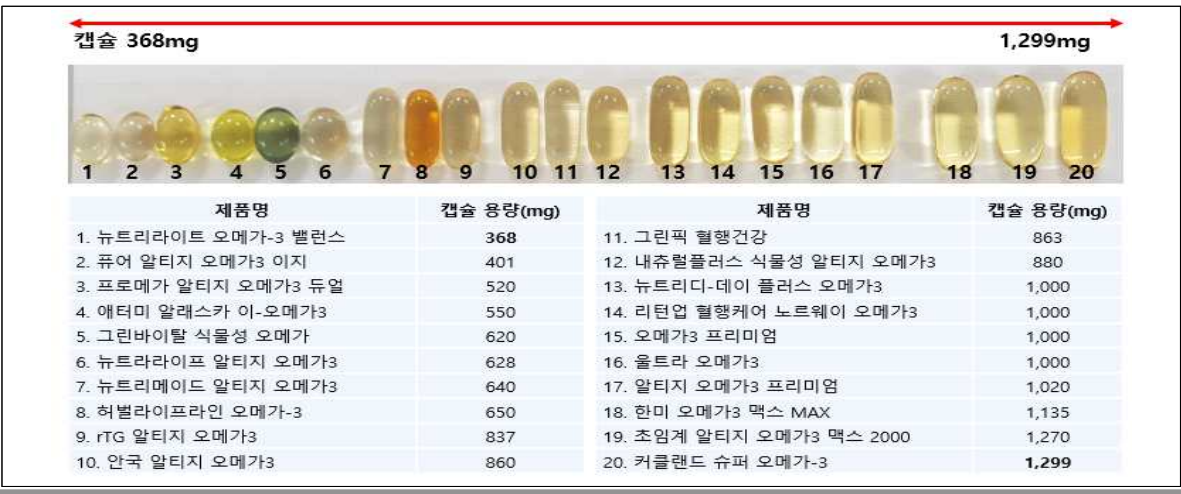 캡슐 368mg 1,299mg
1 2 3 4 5 6 7 8 9 10 11 12 13 14 15 16 17 18 19 20
제품명 캡슐 용량(mg) 제품명 캡슐 용량(mg)
1. 뉴트리라이트 오메가-3 밸런스 368 11. 그린픽 혈행건강 863
2. 퓨어 알티지 오메가3 이지 401 12. 내츄럴플러스 식물성 알티지 오메가3 880
3. 프로메가 알티지 오메가3 듀얼 520 13. 뉴트리디-데이 플러스 오메가3 1,000
4. 애터미 알래스카 이-오메가3 550 14. 리턴업 혈행케어 노르웨이 오메가3 1,000
5. 그린바이탈 식물성 오메가 620 15. 오메가3 프리미엄 1,000
6. 뉴트라라이프 알티지 오메가3 628 16. 울트라 오메가3 1,000
7. 뉴트리메이드 알티지 오메가3 640 17. 알티지 오메가3 프리미엄 1,020
8. 허벌라이프라인 오메가-3 650 18. 한미 오메가3 맥스 MAX 1,135
9. rTG 알티지 오메가3 837 19. 초임계 알티지 오메가3 맥스 2000 1,270
10. 안국 알티지 오메가3 860 20. 커클랜드 슈퍼 오메가-3 1,299